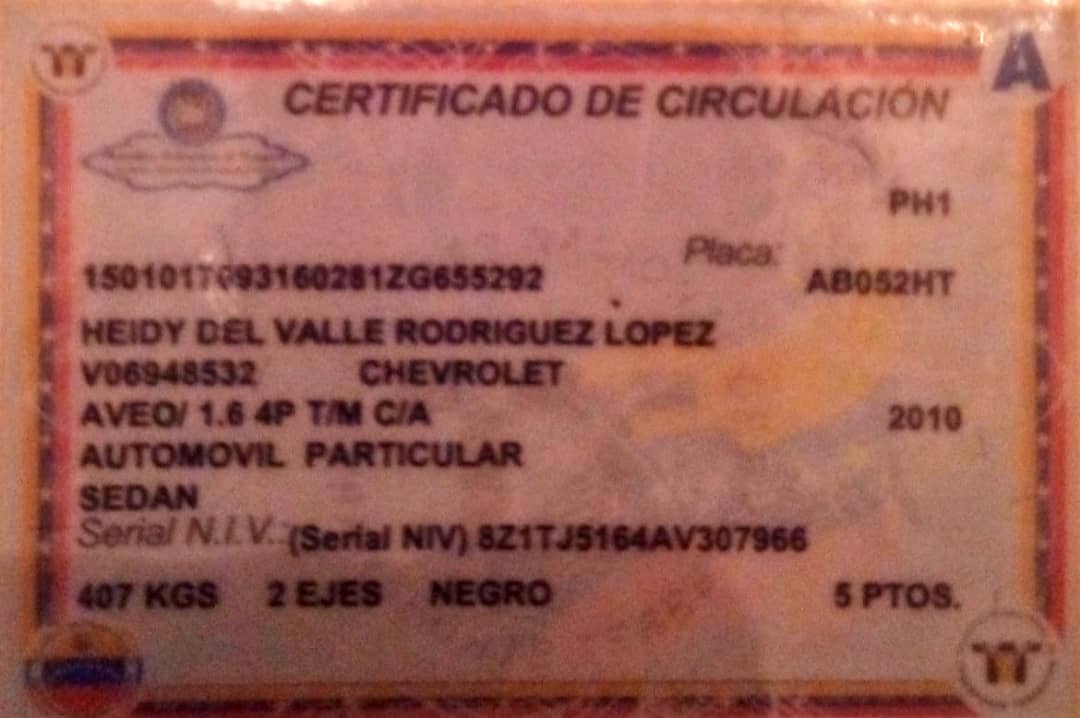 A
CERTIFICADO DE CIRCULACIÓN
PH1
Placa:
AB052HT
HEIDY DEL VALLE RODRIGUEZ LOPEZ
V06948532 CHEVROLET
AVEO/ 1.6 4P T/M C/A 2010
AUTOMOVIL PARTICULAR
SEDAN
Serial N.I.V.: (Serial NIV) 8Z1TJ5164AV307966
407 KGS 2 EJES NEGRO 5 PTOS.